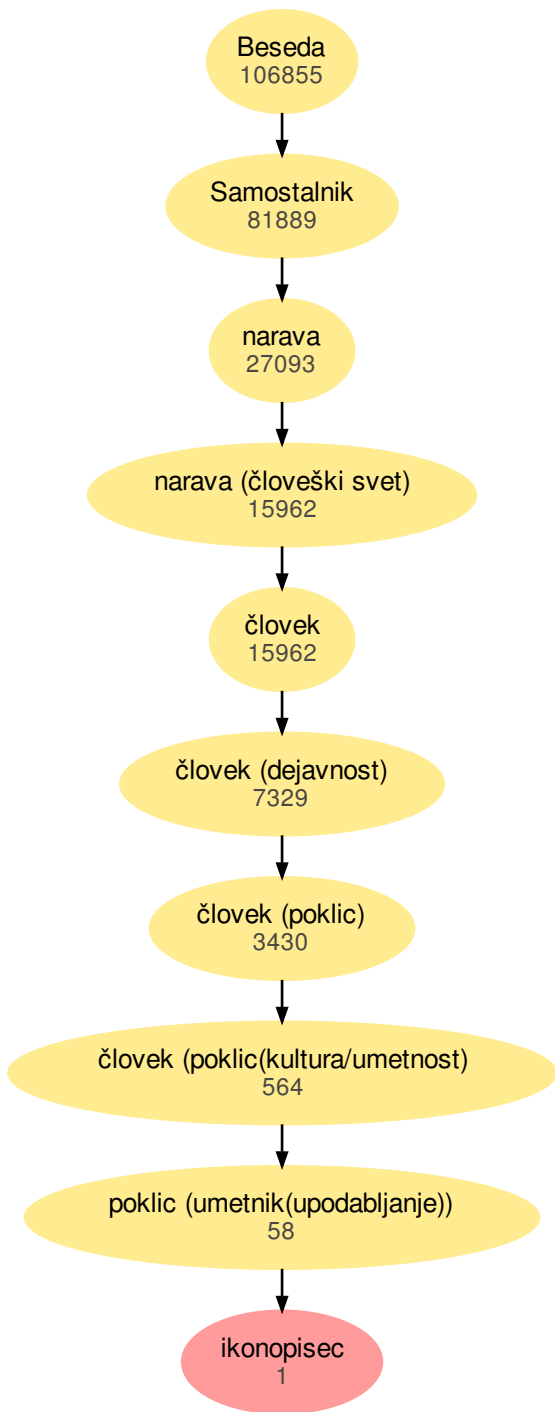 Beseda
106855
Samostalnik
81889
narava
27093
narava (človeški svet)
15962
človek
15962
človek (dejavnost)
7329
človek (poklic)
3430
človek (poklic(kultura/umetnost)
564
poklic (umetnik(upodabljanje))
58
ikonopisec
1